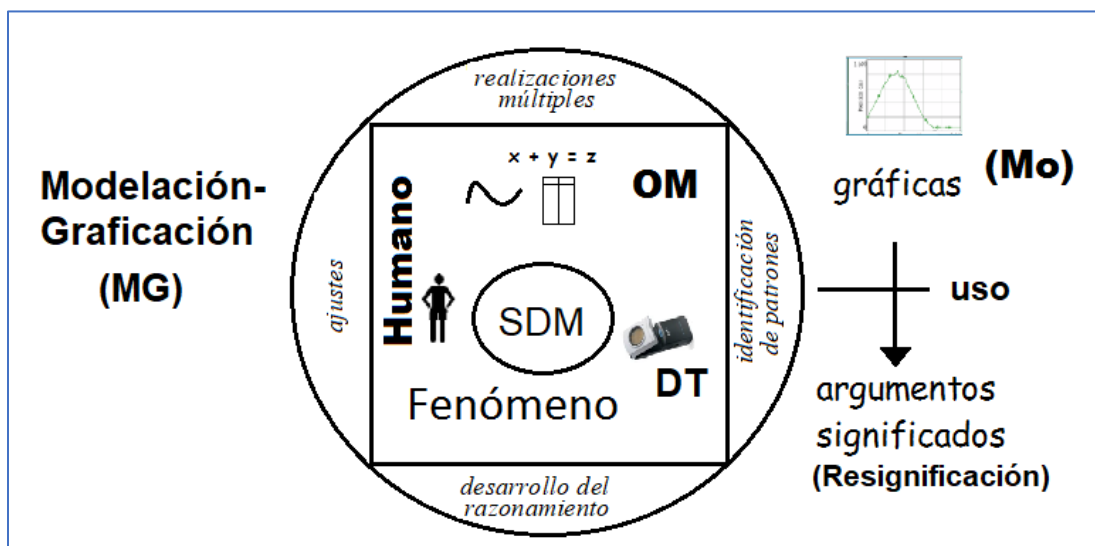 Modelación-
Graficación
(MG)
realizaciones
múltiples
ajustes
Humano
x + y = z
OM
SDM
DT
Fenómeno
identificación
de patrones
desarrollo del
razonamiento
gráficas
(Mo)
uso
argumentos
significados
(Resignificación)